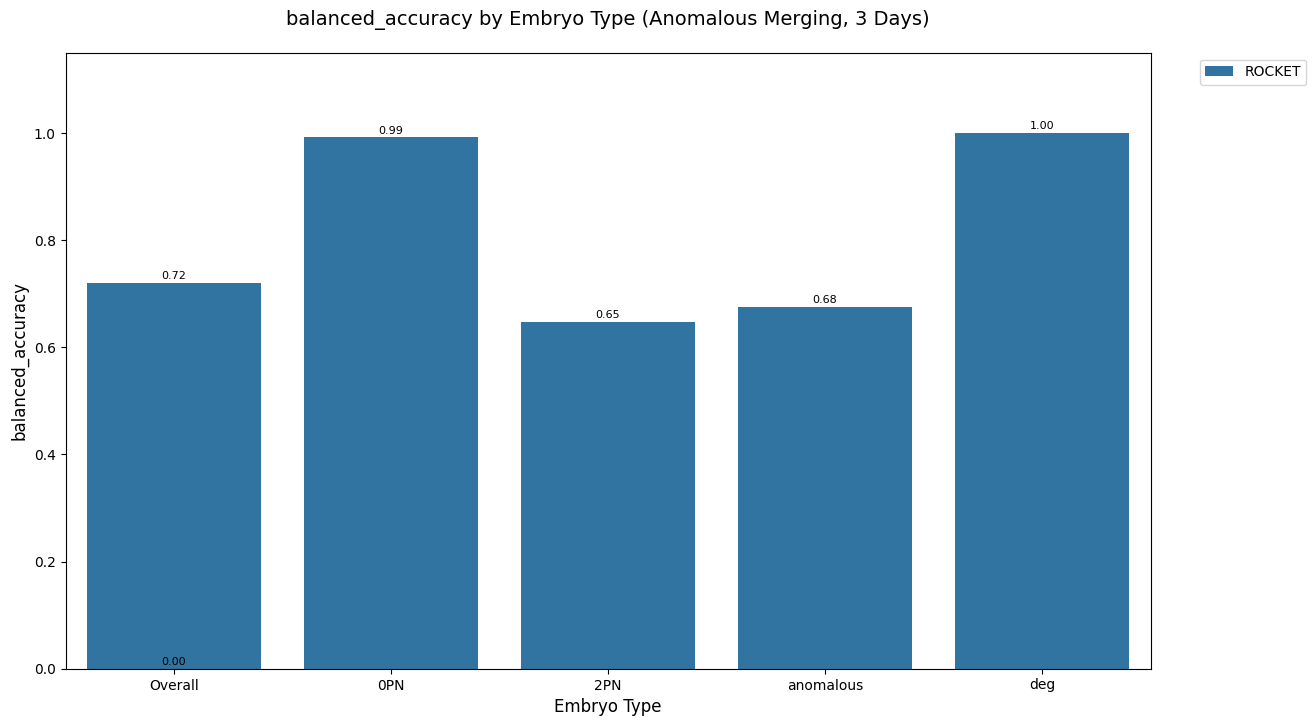 balanced_accuracy by Embryo Type (Anomalous Merging, 3 Days)
ROCKET
balanced_accuracy
1.0
0.8
0.6
0.4
0.2
0.0
0.72
0.99
0.65
0.68
1.00
0.00
Overall
0PN
2PN
anomalous
deg
Embryo Type